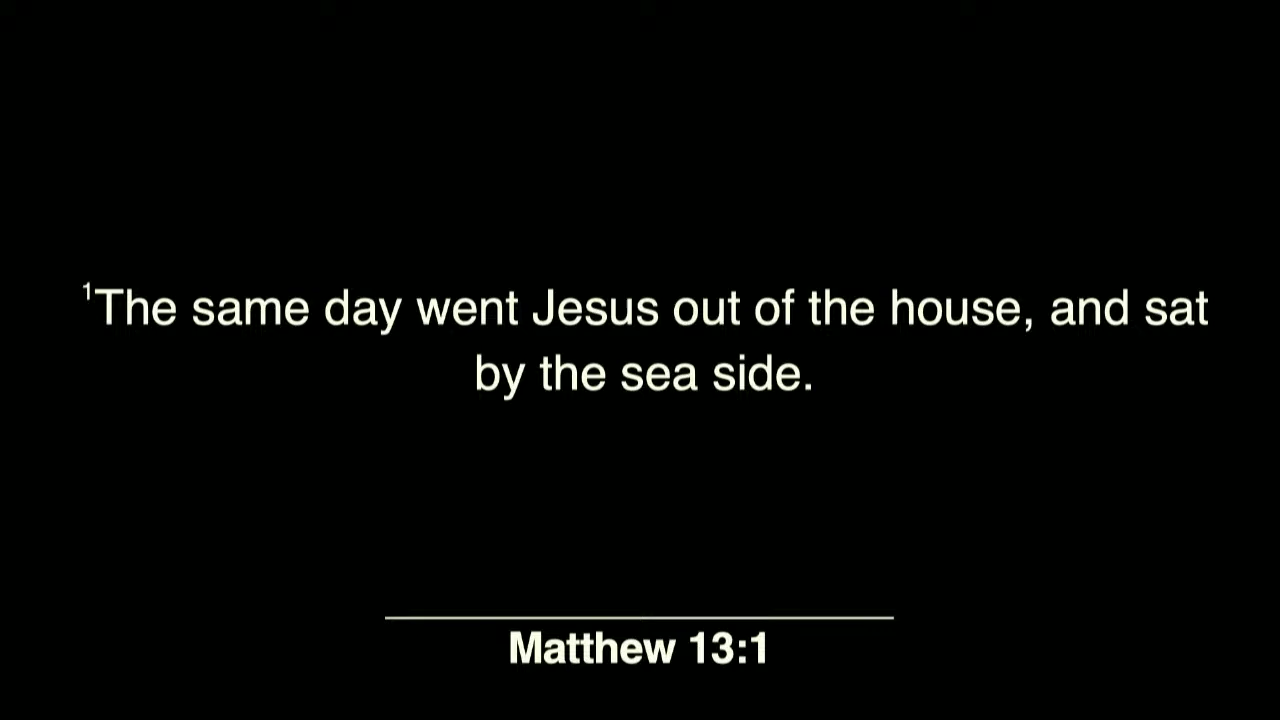 ¹The same day went Jesus out of the house, and sat
by the sea side.
Matthew 13:1